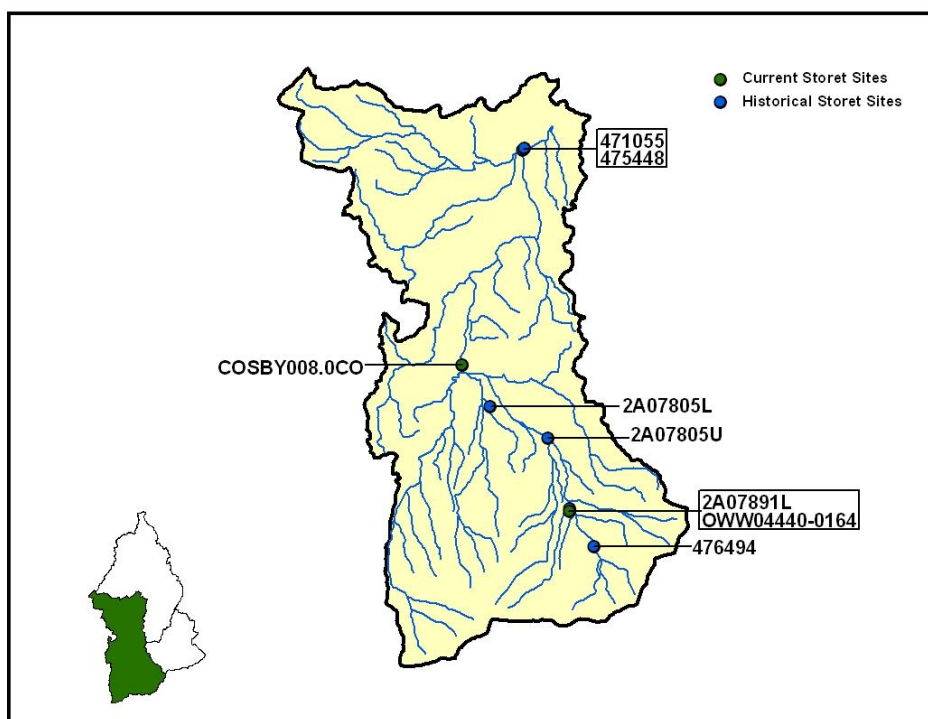 Current Storet Sites
Historical Storet Sites
471055
475448
COSBY008.0CO
2A07805L
2A07805U
2A07891L
OWW04440-0164
476494